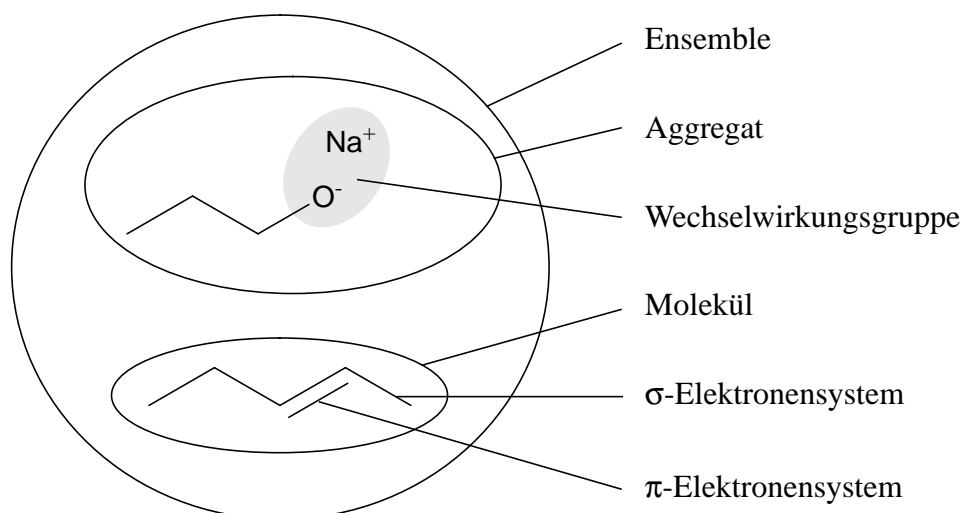 Ensemble
Na+
Aggregat
O-
Wechselwirkungsgruppe
Molekül
σ-Elektronensystem
π-Elektronensystem